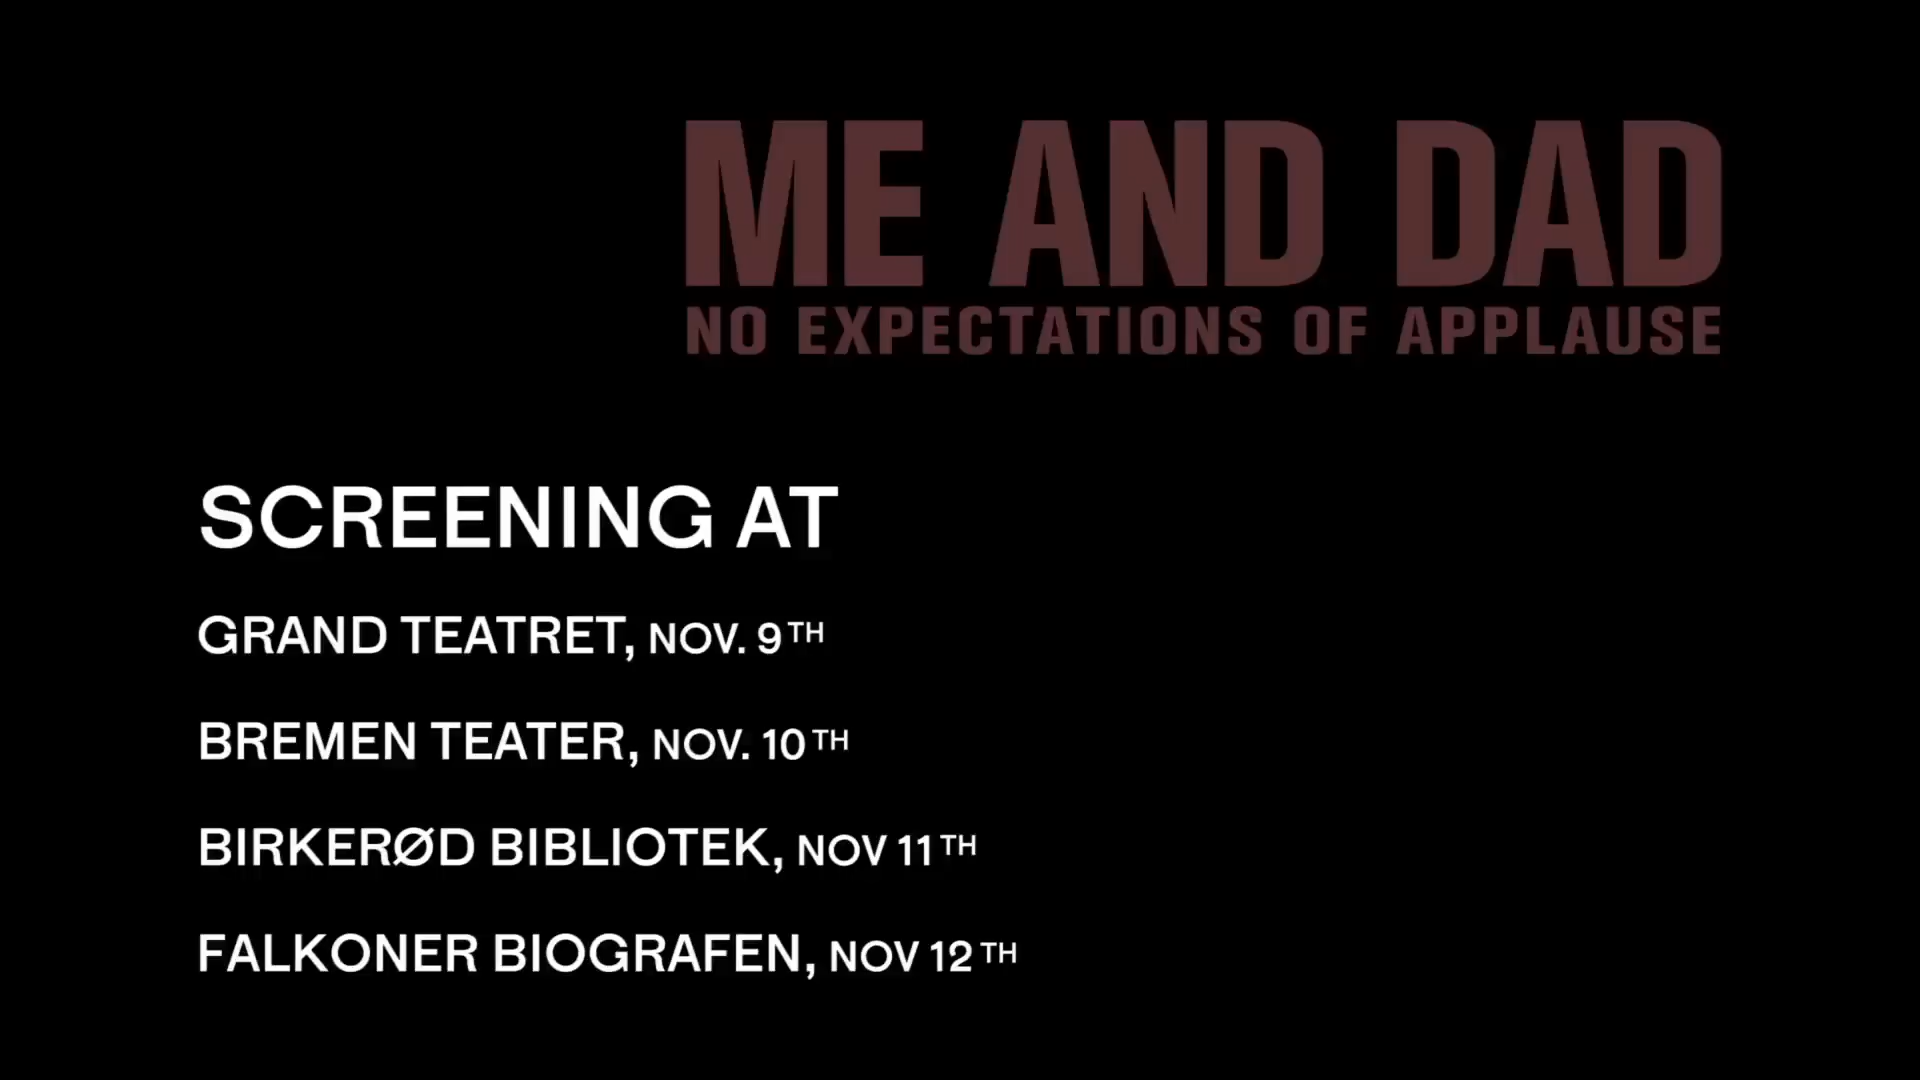 ME AND DAD
NO EXPECTATIONS OF APPLAUSE
SCREENING AT
GRAND TEATRET, NOV. 9TH
BREMEN TEATER, NOV. 10TH
BIRKERØD BIBLIOTEK, NOV 11TH
FALKONER BIOGRAFEN, NOV 12TH